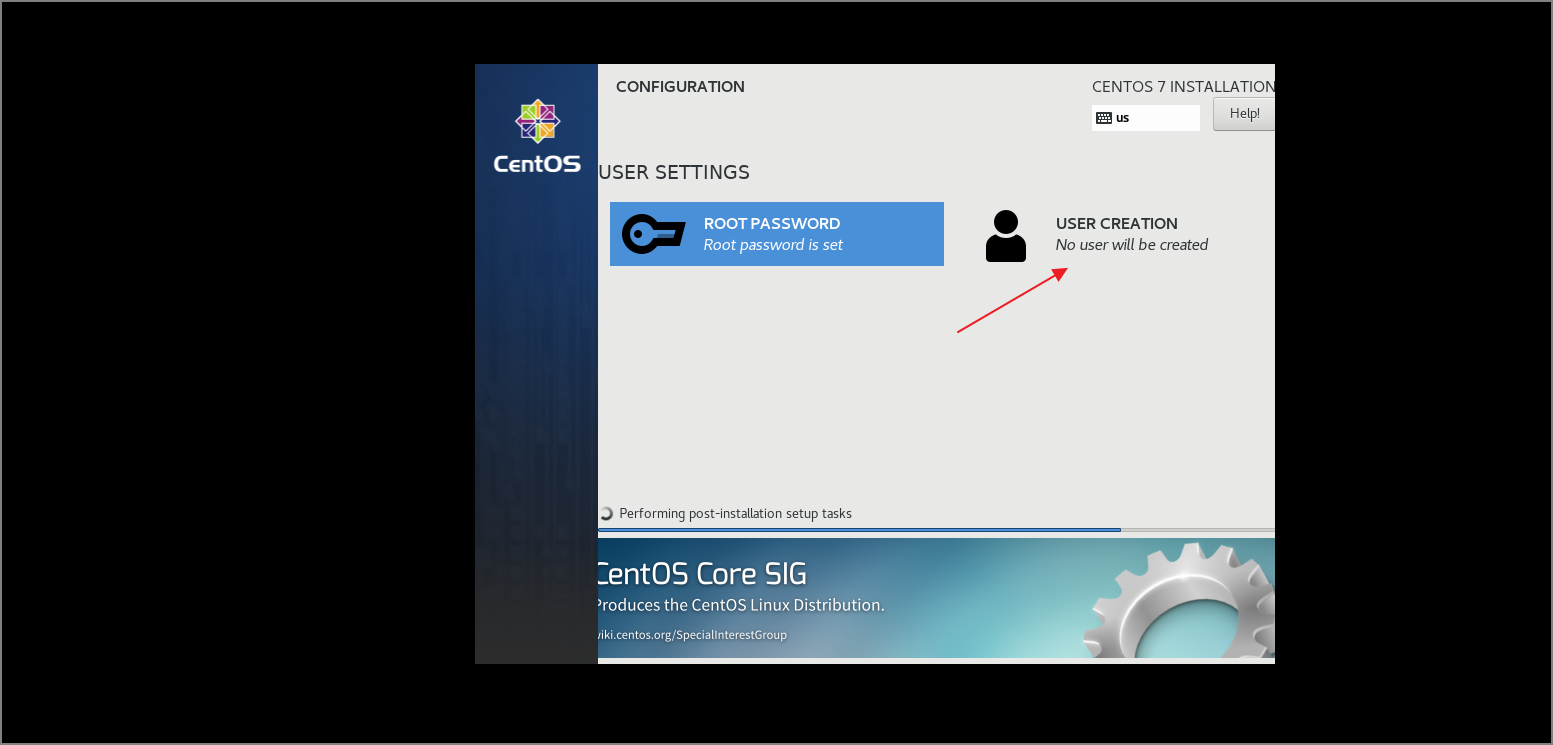 CONFIGURATION
CENTOS 7 INSTALLATION
us
Help!
CentOS
USER SETTINGS
ROOT PASSWORD
Root password is set
USER CREATION
No user will be created
Performing post-installation setup tasks
CentOS Core SIG
Produces the CentOS Linux Distribution.
wiki.centos.org/SpecialInterestGroup